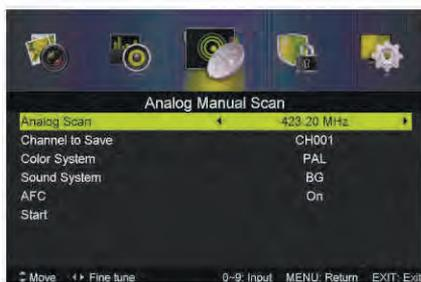 Analog Manual Scan
Analog Scan 423.20 MHz
Channel to Save CH001
Color System PAL
Sound System BG
AFC On
Start
Move Fine tune 0~9: Input MENU: Return EXIT: Exit